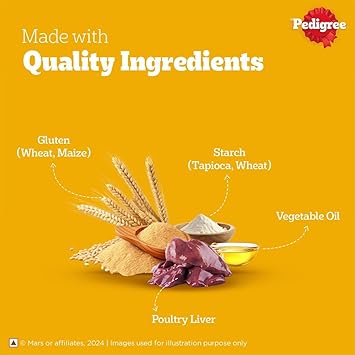 Pedigree
Made with
Quality Ingredients
Gluten
(Wheat, Maize)
Starch
(Tapioca, Wheat)
Vegetable Oil
Poultry Liver
© Mars or affiliates, 2024 | Images used for illustration purpose only